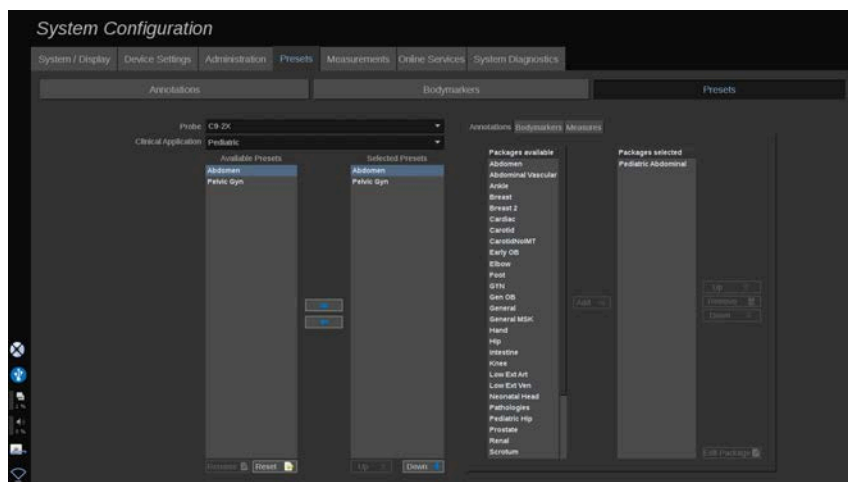 System Configuration
System / Display Device Settings Administration Presets Measurements Online Services System Diagnostics
Annotations Bodymarkers Presets
Probe C9-2X
Clinical Application Pediatric
Available Presets Selected Presets
Abdomen Abdomen
Pelvic Gyn Pelvic Gyn
Reset Up Down
Annotations Bodymarkers Measures
Packages available Packages selected
Abdomen Pediatric Abdominal
Abdominal Vascular
Ankle
Breast
Breast 2
Cardiac
Carotid
CarotidNoIMT
Early OB
Elbow
Foot
GYN
Gen OB
General
General MSK
Hand
Hip
Intestine
Knee
Low Ext Art
Low Ext Ven
Neonatal Head
Pathologies
Pediatric Hip
Prostate
Renal
Scrotum
Add
Up
Remove
Down
Edit Package